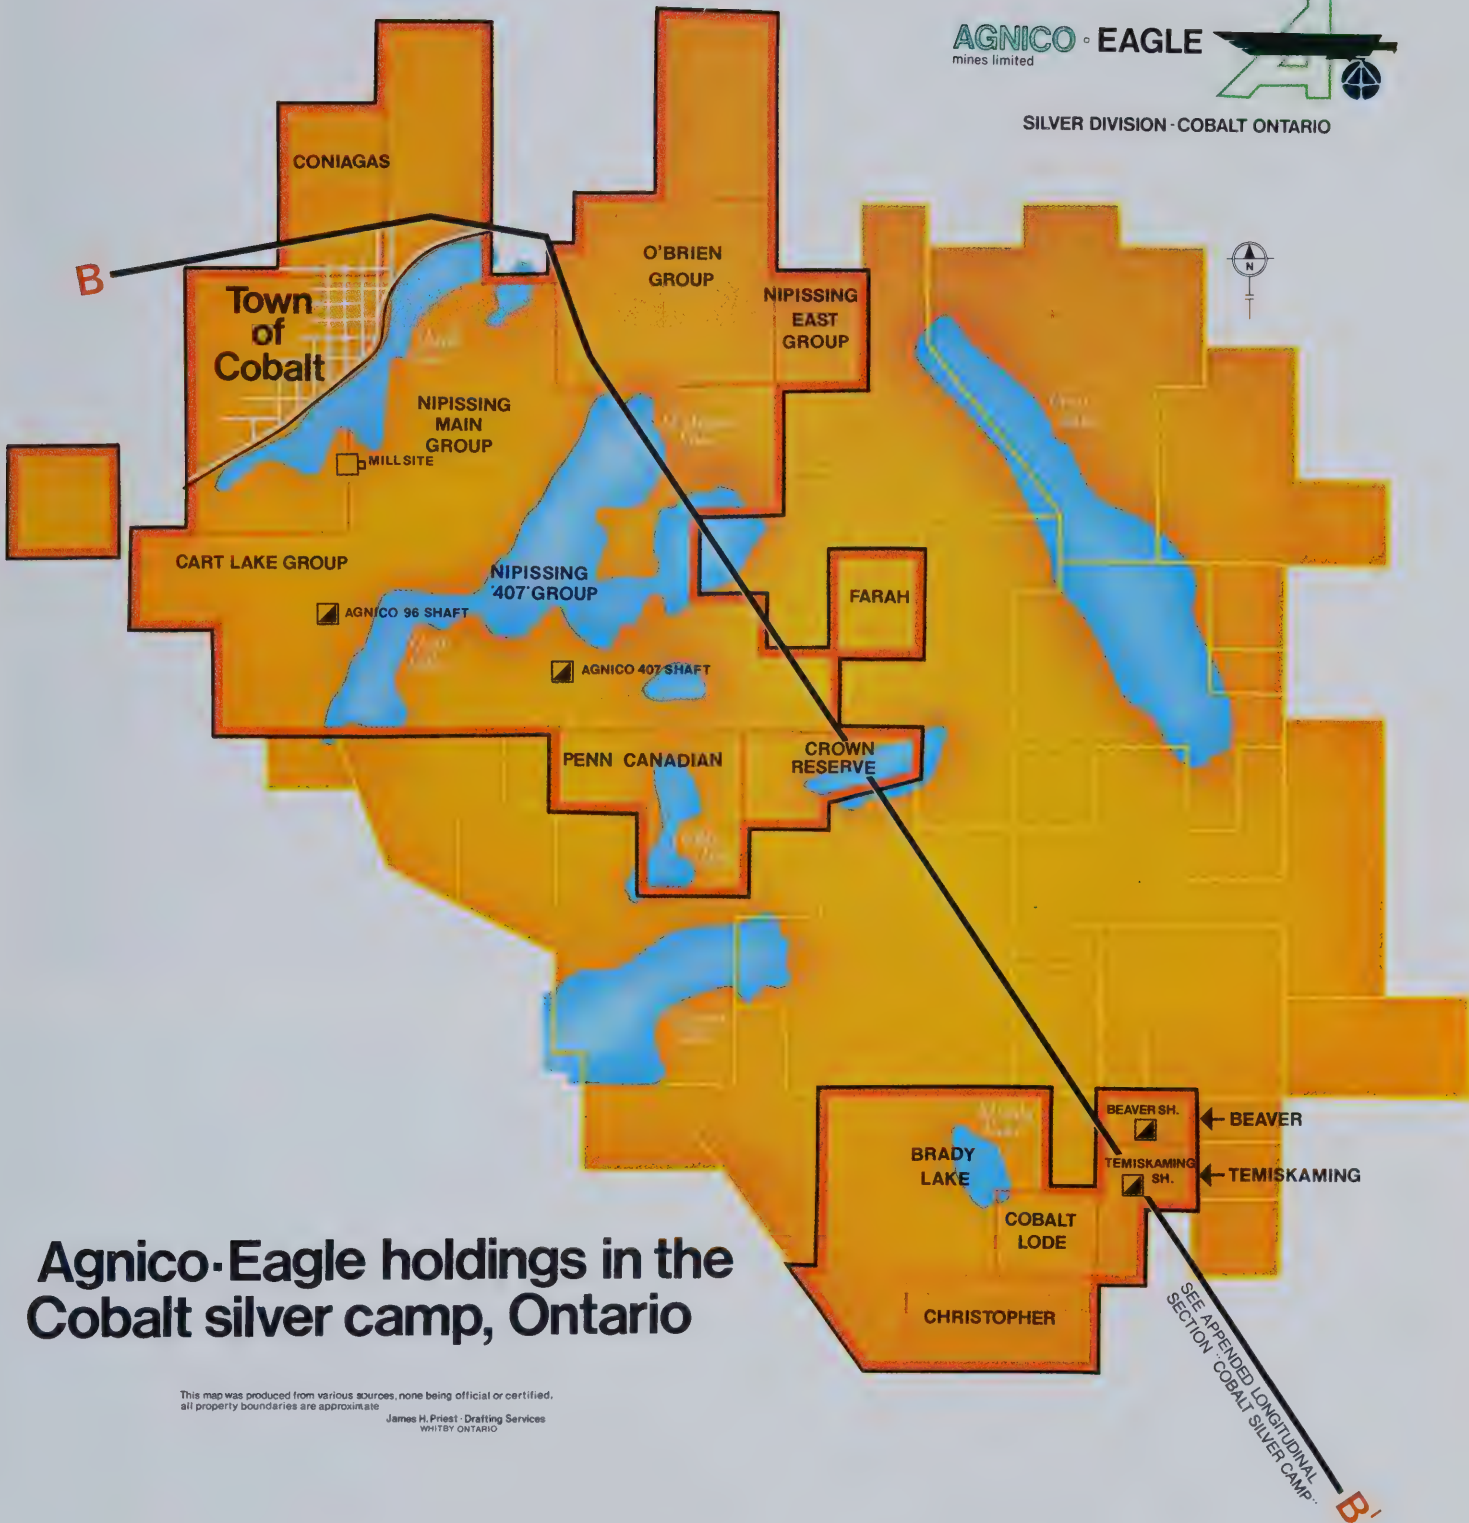 AGNICO ◦ EAGLE
mines limited
SILVER DIVISION - COBALT ONTARIO
N
CONIAGAS
B
Town
of
Cobalt
O'BRIEN
GROUP
NIPISSING
EAST
GROUP
NIPISSING
MAIN
GROUP
MILLSITE
CART LAKE GROUP
NIPISSING
'407' GROUP
FARAH
AGNICO 96 SHAFT
AGNICO 407 SHAFT
PENN CANADIAN
CROWN
RESERVE
BEAVER SH.
BEAVER
BRADY
LAKE
TEMISKAMING
SH.
TEMISKAMING
COBALT
LODE
CHRISTOPHER
Agnico·Eagle holdings in the
Cobalt silver camp, Ontario
SEE APPENDED LONGITUDINAL
SECTION "COBALT SILVER CAMP"
B'
This map was produced from various sources, none being official or certified,
all property boundaries are approximate
James H. Priest · Drafting Services
WHITBY ONTARIO